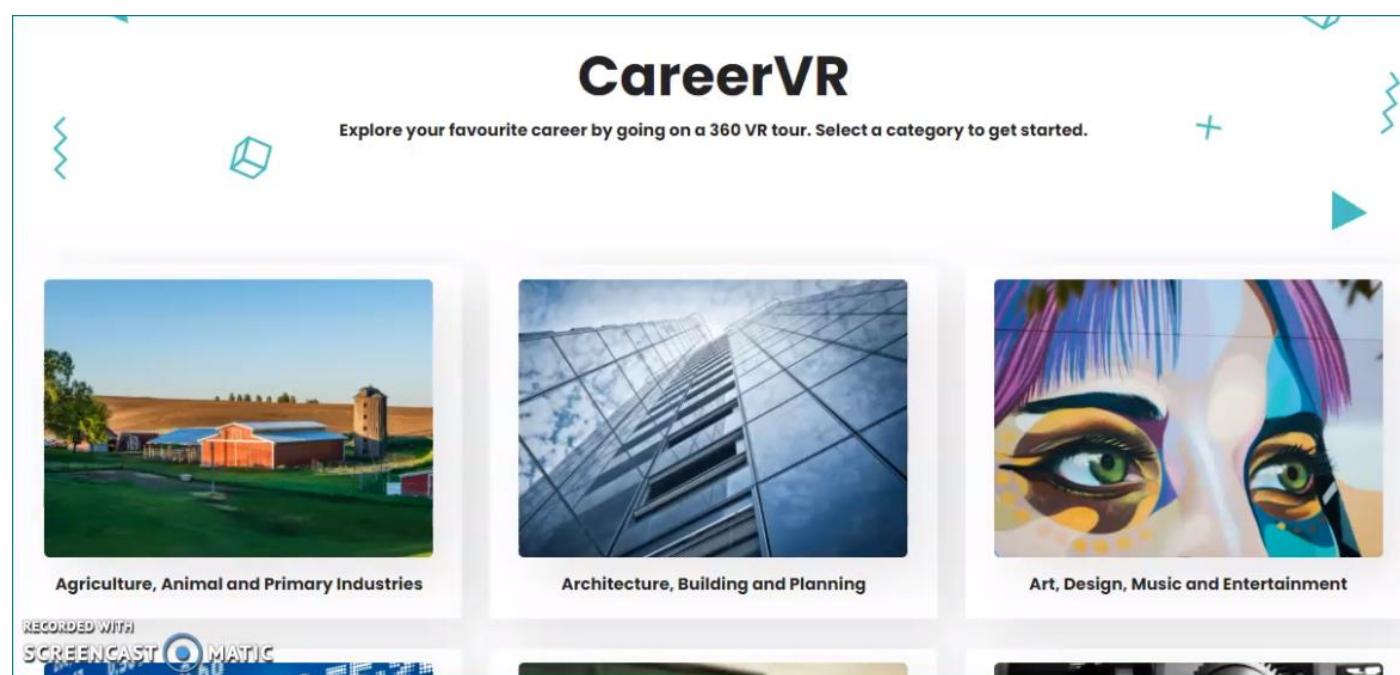 CareerVR
Explore your favourite career by going on a 360 VR tour. Select a category to get started.
Agriculture, Animal and Primary Industries
Architecture, Building and Planning
Art, Design, Music and Entertainment
RECORDED WITH
SCREENCAST MATIC